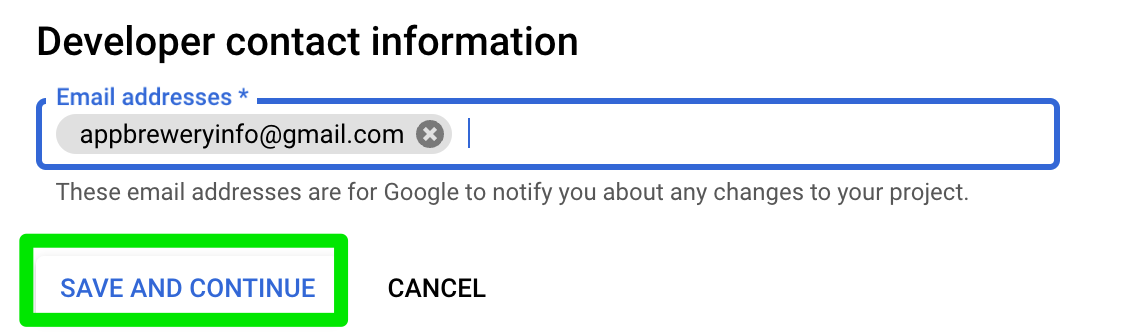 Developer contact information
Email addresses *
appbreweryinfo@gmail.com
These email addresses are for Google to notify you about any changes to your project.
SAVE AND CONTINUE CANCEL